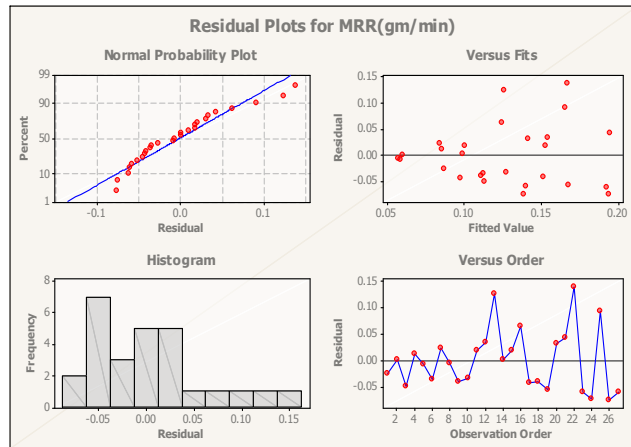 Residual Plots for MRR(gm/min)
Normal Probability Plot
99
90
50
10
1
Percent
-0.1 0.0 0.1
Residual
Versus Fits
0.15
0.10
0.05
0.00
-0.05
Residual
0.05 0.10 0.15 0.20
Fitted Value
Histogram
8
6
4
2
0
Frequency
-0.05 0.00 0.05 0.10 0.15
Residual
Versus Order
0.15
0.10
0.05
0.00
-0.05
Residual
2 4 6 8 10 12 14 16 18 20 22 24 26
Observation Order